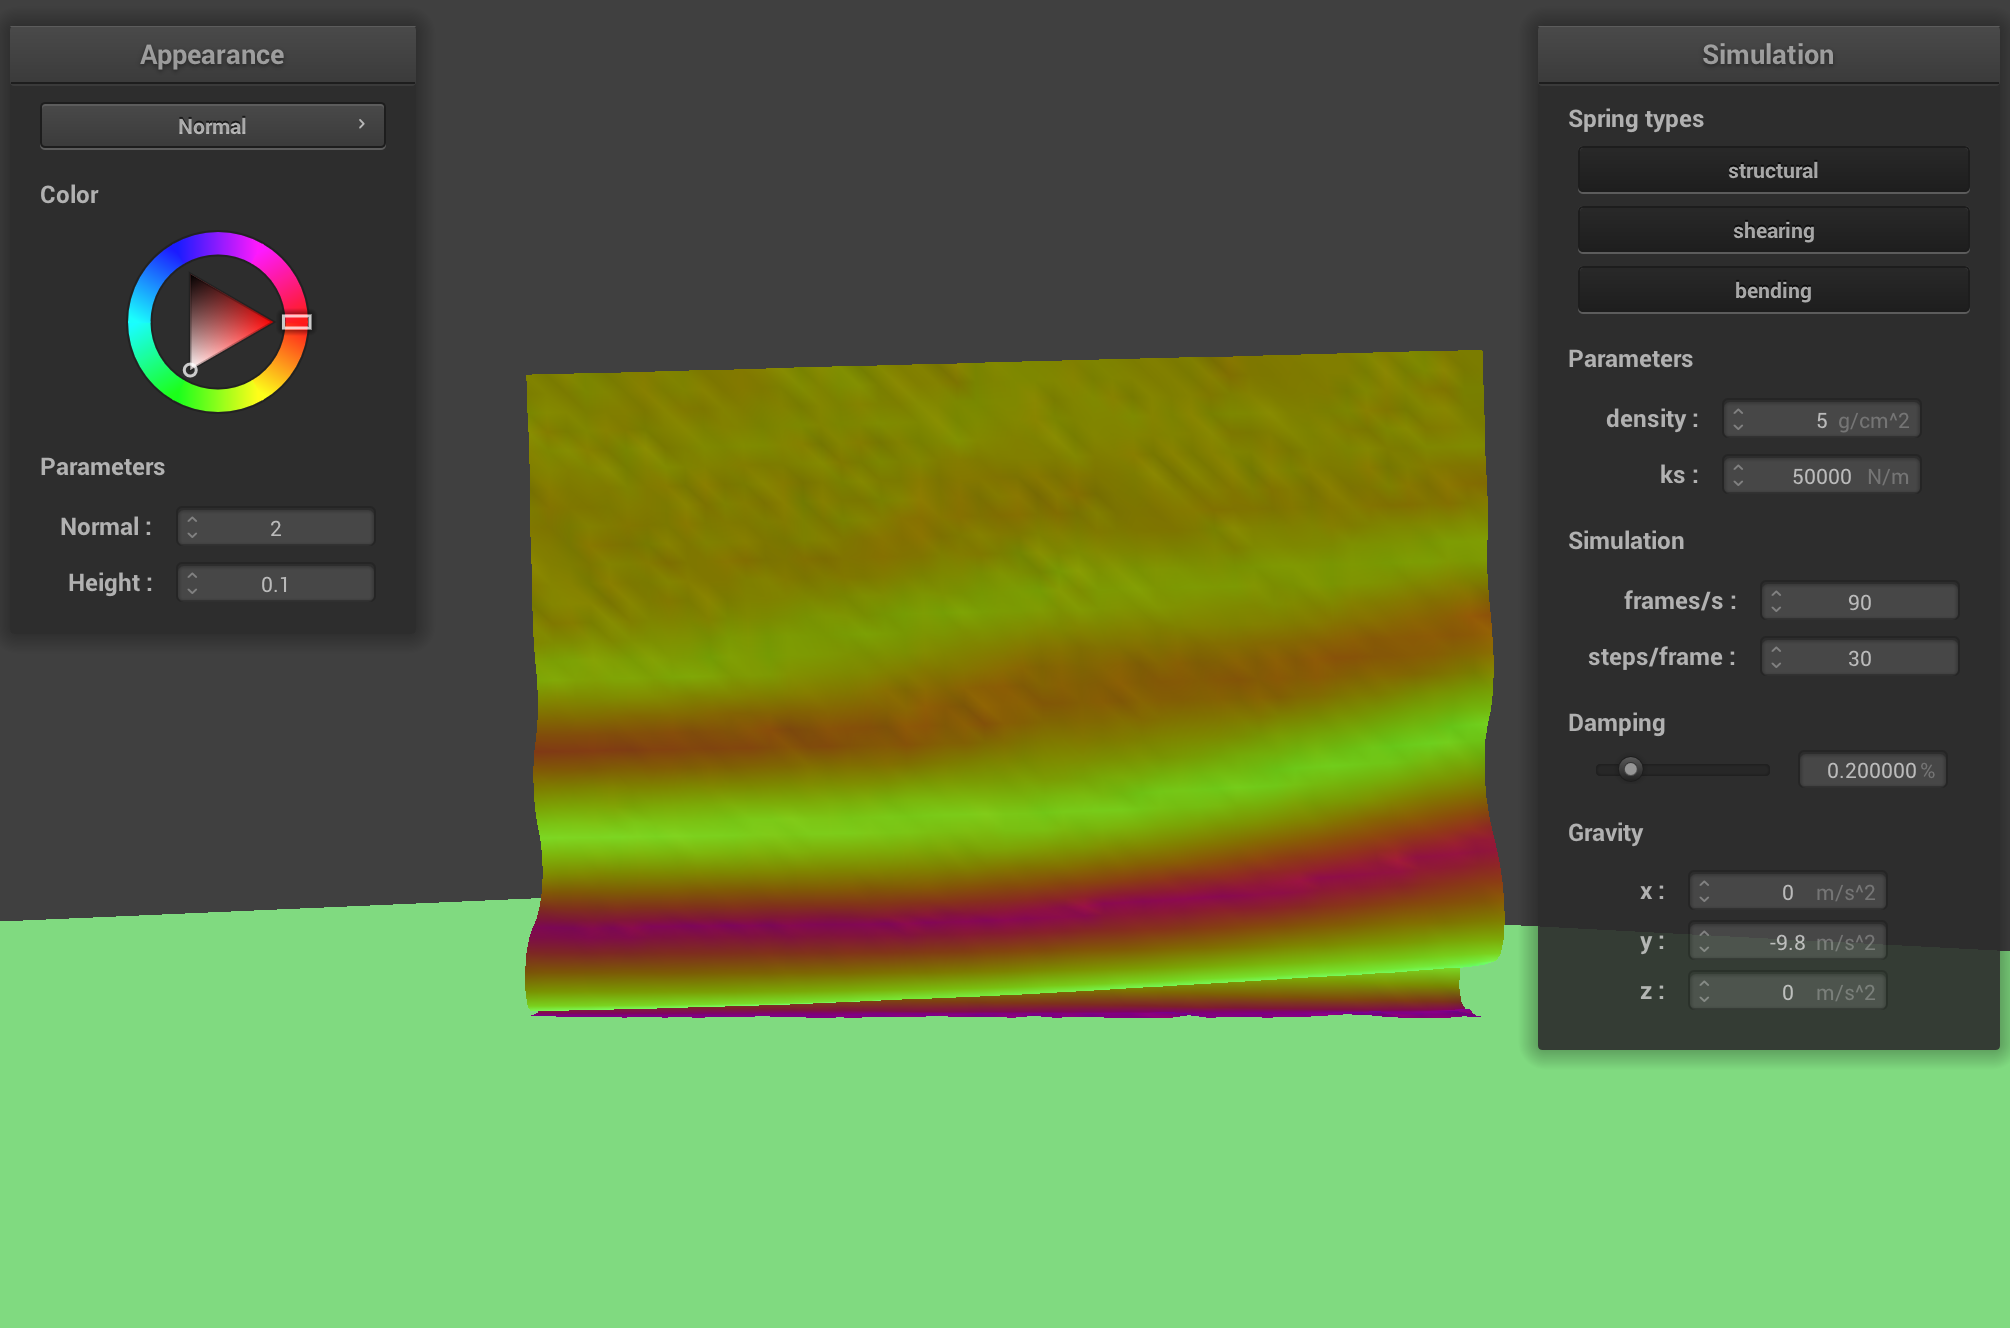 Appearance
Normal
Color
Parameters
Normal : 2
Height : 0.1
Simulation
Spring types
structural
shearing
bending
Parameters
density : 5 g/cm^2
ks : 50000 N/m
Simulation
frames/s : 90
steps/frame : 30
Damping
0.200000 %
Gravity
x : 0 m/s^2
y : -9.8 m/s^2
z : 0 m/s^2